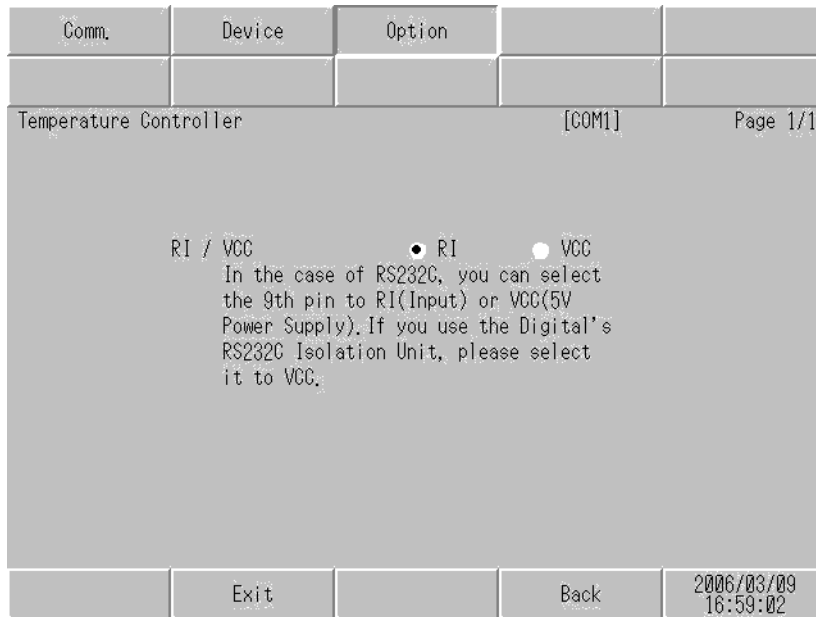 Comm. Device Option
Temperature Controller [COM1] Page 1/1
RI / VCC RI VCC
In the case of RS232C, you can select
the 9th pin to RI(Input) or VCC(5V
Power Supply).If you use the Digital's
RS232C Isolation Unit, please select
it to VCC.
Exit Back 2006/03/09
16:59:02